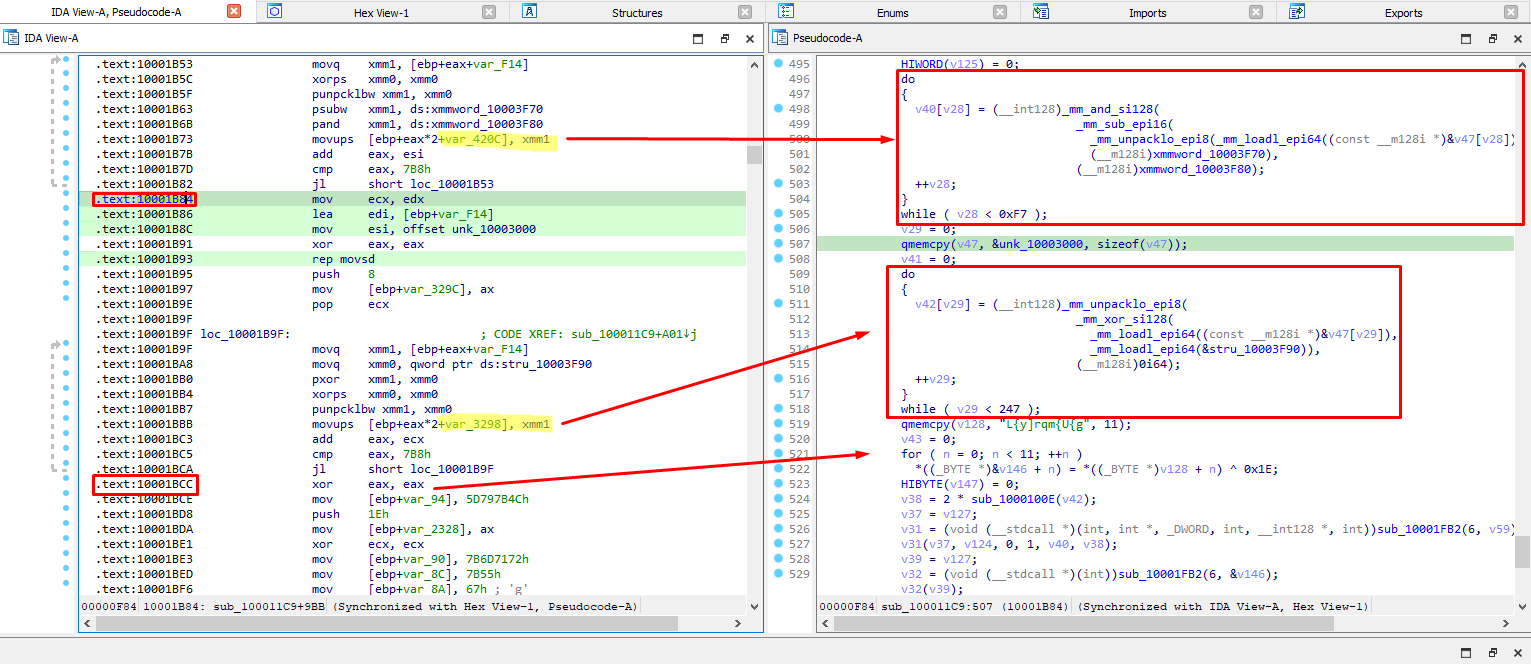 IDA View-A, Pseudocode-A
Hex View-1
Structures
Enums
Imports
Exports
IDA View-A
.text:10001B53 movq xmm1, [ebp+eax+var_F14]
.text:10001B5C xorps xmm0, xmm0
.text:10001B5F punpcklbw xmm1, xmm0
.text:10001B63 psubw xmm1, ds:xmmword_10003F70
.text:10001B6B pand xmm1, ds:xmmword_10003F80
.text:10001B73 movups [ebp+eax*2+var_420C], xmm1
.text:10001B7B add eax, esi
.text:10001B7D cmp eax, 7B8h
.text:10001B82 jl short loc_10001B53
.text:10001B84 mov ecx, edx
.text:10001B86 lea edi, [ebp+var_F14]
.text:10001B8C mov esi, offset unk_10003000
.text:10001B91 xor eax, eax
.text:10001B93 rep movsd
.text:10001B95 push 8
.text:10001B97 mov [ebp+var_329C], ax
.text:10001B9E pop ecx
.text:10001B9F
.text:10001B9F loc_10001B9F: ; CODE XREF: sub_100011C9+A01↓j
.text:10001B9F movq xmm1, [ebp+eax+var_F14]
.text:10001BA8 movq xmm0, qword ptr ds:stru_10003F90
.text:10001BB0 pxor xmm1, xmm0
.text:10001BB4 xorps xmm0, xmm0
.text:10001BB7 punpcklbw xmm1, xmm0
.text:10001BBB movups [ebp+eax*2+var_3298], xmm1
.text:10001BC3 add eax, ecx
.text:10001BC5 cmp eax, 7B8h
.text:10001BCA jl short loc_10001B9F
.text:10001BCC xor eax, eax
.text:10001BCE mov [ebp+var_94], 5D797B4Ch
.text:10001BD8 push 1Eh
.text:10001BDA mov [ebp+var_2328], ax
.text:10001BE1 xor ecx, ecx
.text:10001BE3 mov [ebp+var_90], 7B6D7172h
.text:10001BED mov [ebp+var_8C], 7B55h
.text:10001BF6 mov [ebp+var_8A], 67h ; 'g'
00000F84 10001B84: sub_100011C9+9BB (Synchronized with Hex View-1, Pseudocode-A)
Pseudocode-A
495 HIWORD(v125) = 0;
496 do
497 {
498 v40[v28] = (__int128)_mm_and_si128(
499 _mm_sub_epi16(
500 _mm_unpacklo_epi8(_mm_loadl_epi64((const __m128i *)&v47[v28])
501 (__m128i)xmmword_10003F70),
502 (__m128i)xmmword_10003F80);
503 ++v28;
504 }
505 while ( v28 < 0xF7 );
506 v29 = 0;
507 qmemcpy(v47, &unk_10003000, sizeof(v47));
508 v41 = 0;
509 do
510 {
511 v42[v29] = (__int128)_mm_unpacklo_epi8(
512 _mm_xor_si128(
513 _mm_loadl_epi64((const __m128i *)&v47[v29]),
514 _mm_loadl_epi64(&stru_10003F90)),
515 (__m128i)0i64);
516 ++v29;
517 }
518 while ( v29 < 247 );
519 qmemcpy(v128, "L{y]rqm{U{g", 11);
520 v43 = 0;
521 for ( n = 0; n < 11; ++n )
522 *((_BYTE *)&v146 + n) = *((_BYTE *)v128 + n) ^ 0x1E;
523 HIBYTE(v147) = 0;
524 v38 = 2 * sub_1000100E(v42);
525 v37 = v127;
526 v31 = (void (__stdcall *)(int, int *, _DWORD, int, __int128 *, int))sub_10001FB2(6, v59)
527 v31(v37, v124, 0, 1, v40, v38);
528 v39 = v127;
529 v32 = (void (__stdcall *)(int))sub_10001FB2(6, &v146);
v32(v39);
00000F84 sub_100011C9:507 (10001B84) (Synchronized with IDA View-A, Hex View-1)